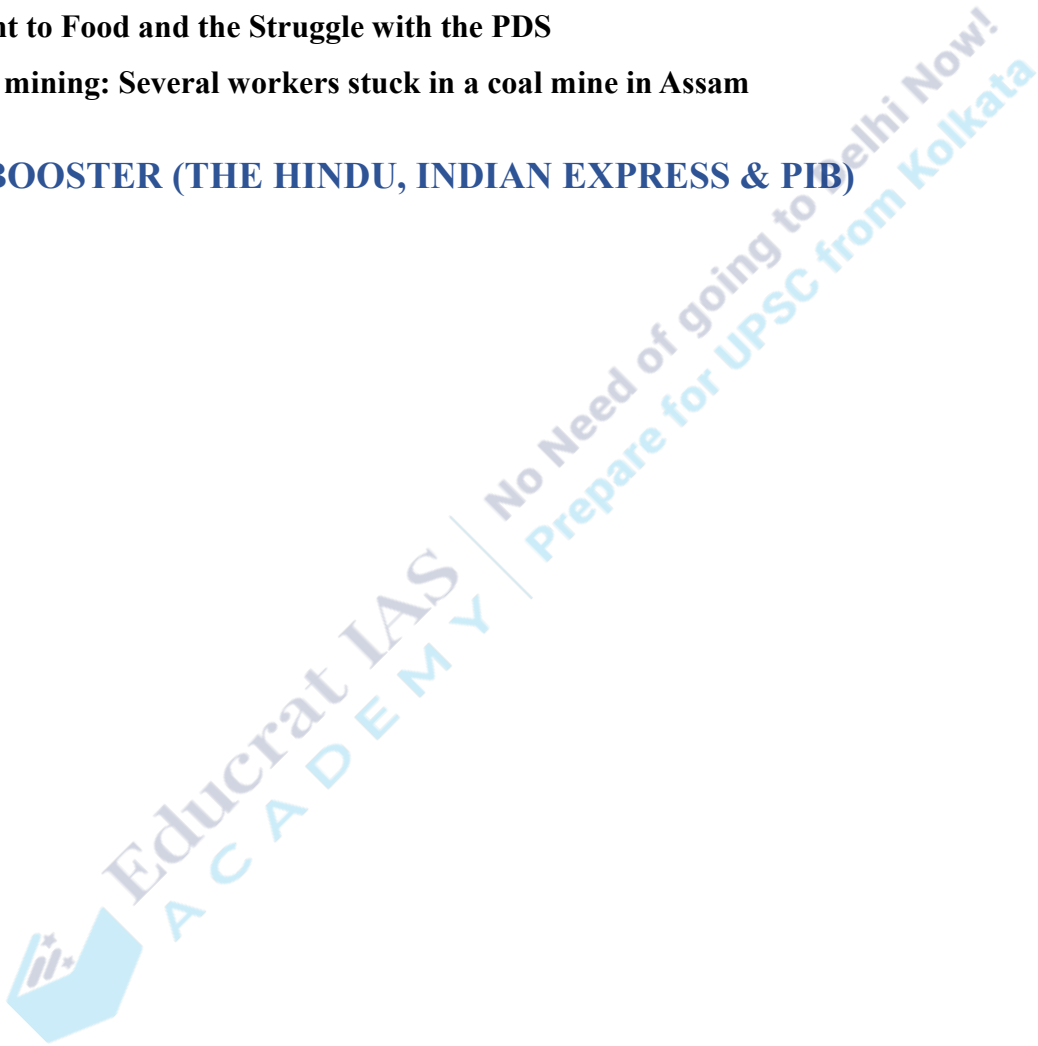 nt to Food and the Struggle with the PDS
mining: Several workers stuck in a coal mine in Assam
BOOSTER (THE HINDU, INDIAN EXPRESS & PIB)
No Need of going to Delhi Now!
Prepare for UPSC from Kolkata
Educrat IAS
ACADEMY